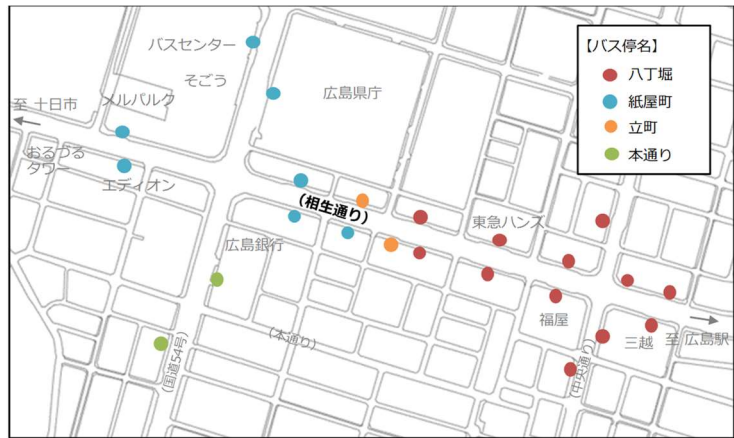 【バス停名】
八丁堀
紙屋町
立町
本通り
バスセンター
そごう
広島県庁
至 十日市
メルパルク
おるづる
タワー
エディオン
(相生通り)
東急ハンズ
広島銀行
福屋
三越
至 広島駅
(本通り)
(国道54号)
(中央通り)